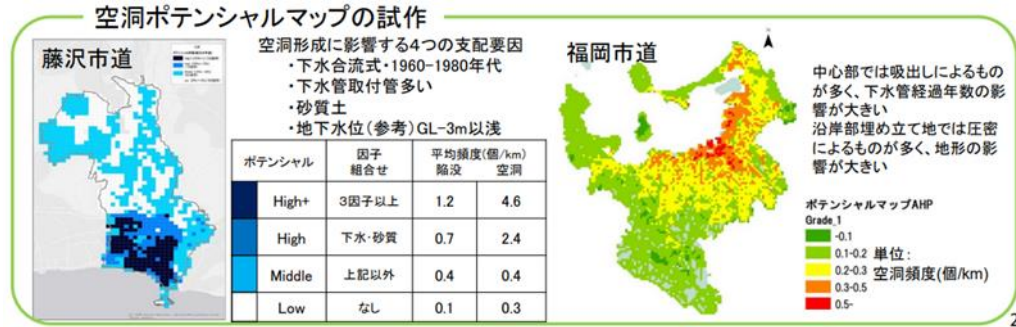 空洞ポテンシャルマップの試作
藤沢市道
空洞形成に影響する4つの支配要因
・下水合流式・1960-1980年代
・下水管取付管多い
・砂質土
・地下水位(参考)GL-3m以浅
ポテンシャル 因子組合せ 平均頻度(個/km)
陥没 空洞
High+ 3因子以上 1.2 4.6
High 下水・砂質 0.7 2.4
Middle 上記以外 0.4 0.4
Low なし 0.1 0.3
福岡市道
中心部では吸出しによるもの
が多く、下水管経過年数の影
響が大きい
沿岸部埋め立て地では圧密
によるものが多く、地形の影
響が大きい
ポテンシャルマップAHP
Grade_1
-0.1
0.1-0.2
0.2-0.3
0.3-0.5
0.5-
単位:
空洞頻度(個/km)
2